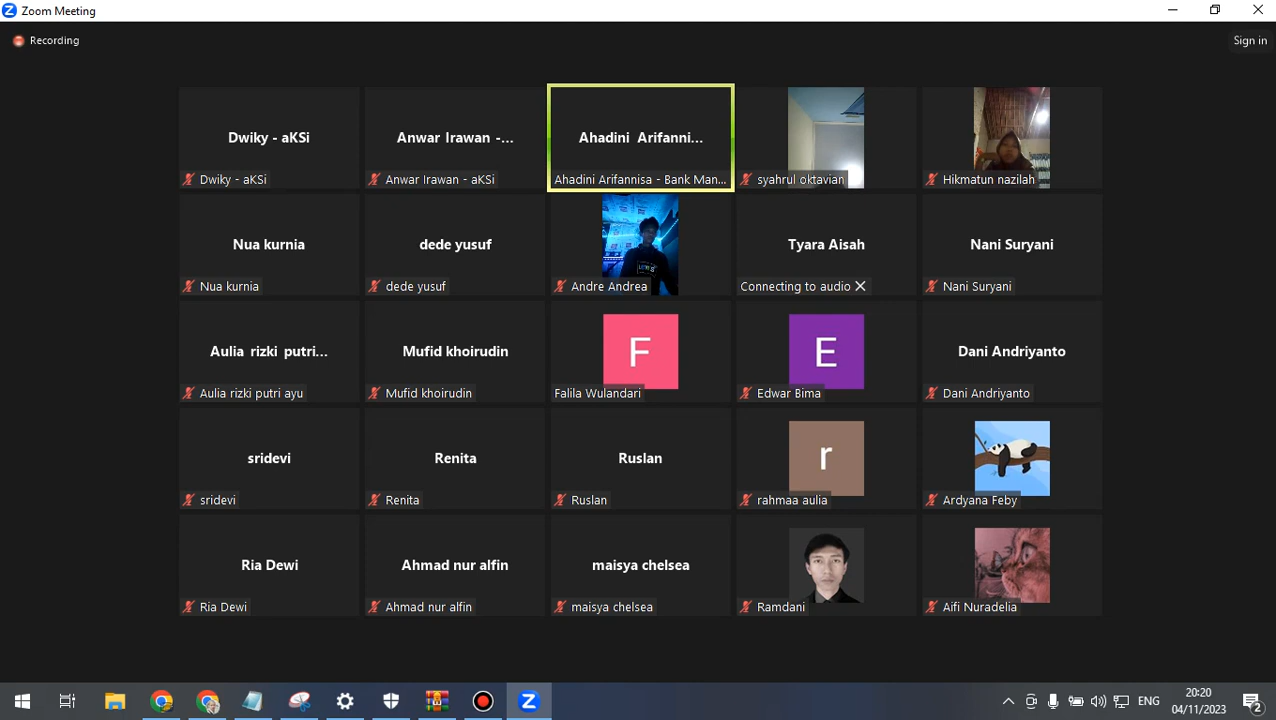 Zoom Meeting
Recording
Sign in
Dwiky - aKSi
Dwiky - aKSi
Anwar Irawan -...
Anwar Irawan - aKSi
Ahadini Arifanni...
Ahadini Arifannisa - Bank Man...
syahrul oktavian
Hikmatun nazilah
Nua kurnia
Nua kurnia
dede yusuf
dede yusuf
Andre Andrea
Tyara Aisah
Connecting to audio
Nani Suryani
Nani Suryani
Aulia rizki putri...
Aulia rizki putri ayu
Mufid khoirudin
Mufid khoirudin
F
Falila Wulandari
E
Edwar Bima
Dani Andriyanto
Dani Andriyanto
sridevi
sridevi
Renita
Renita
Ruslan
Ruslan
r
rahmaa aulia
Ardyana Feby
Ria Dewi
Ria Dewi
Ahmad nur alfin
Ahmad nur alfin
maisya chelsea
maisya chelsea
Ramdani
Aifi Nuradelia
ENG
20:20
04/11/2023
2